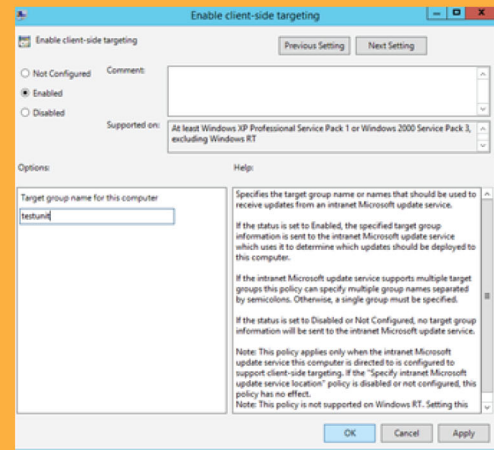 Enable client-side targeting
Enable client-side targeting
Previous Setting
Next Setting
Not Configured
Comment:
Enabled
Disabled
Supported on:
At least Windows XP Professional Service Pack 1 or Windows 2000 Service Pack 3,
excluding Windows RT
Options:
Help:
Target group name for this computer
testunit
Specifies the target group name or names that should be used to
receive updates from an intranet Microsoft update service.
If the status is set to Enabled, the specified target group
information is sent to the intranet Microsoft update service
which uses it to determine which updates should be deployed to
this computer.
If the intranet Microsoft update service supports multiple target
groups this policy can specify multiple group names separated
by semicolons. Otherwise, a single group must be specified.
If the status is set to Disabled or Not Configured, no target group
information will be sent to the intranet Microsoft update service.
Note: This policy applies only when the intranet Microsoft
update service this computer is directed to is configured to
support client-side targeting. If the "Specify intranet Microsoft
update service location" policy is disabled or not configured, this
policy has no effect.
Note: This policy is not supported on Windows RT. Setting this
OK
Cancel
Apply